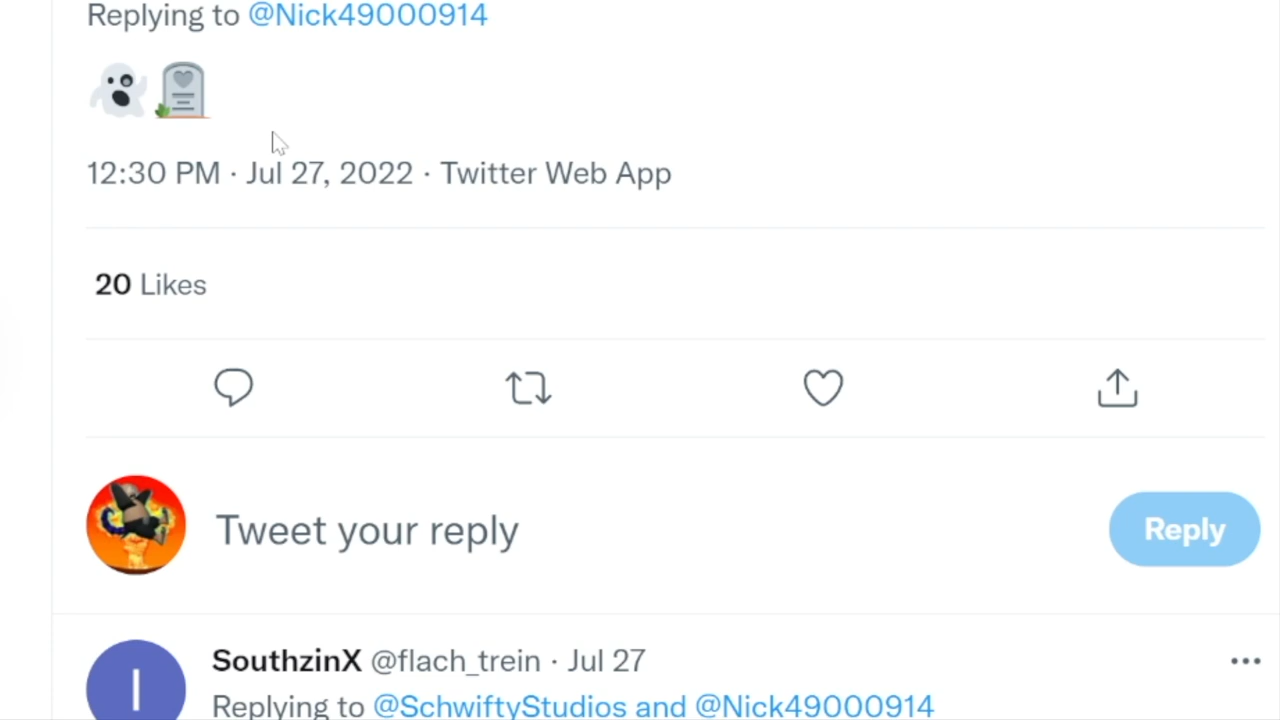 Replying to @Nick49000914
👻🪦
12:30 PM · Jul 27, 2022 · Twitter Web App
20 Likes
Tweet your reply
Reply
I
SouthzinX @flach_trein · Jul 27
Replying to @SchwiftyStudios and @Nick49000914